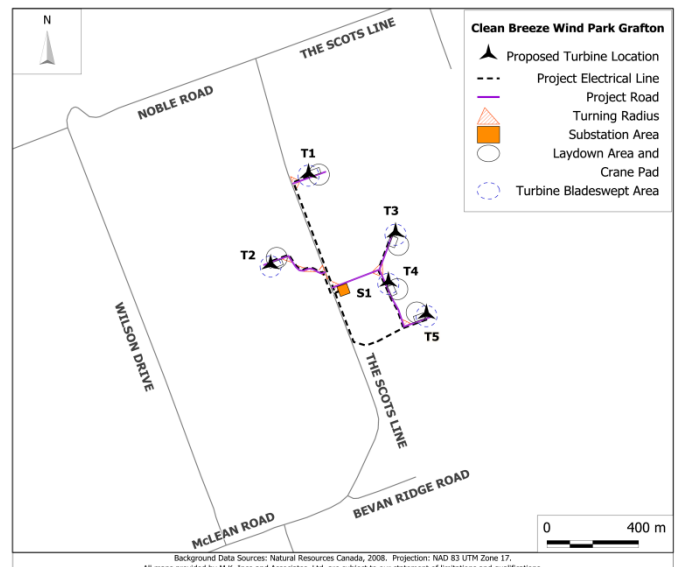 N
Clean Breeze Wind Park Grafton
Proposed Turbine Location
Project Electrical Line
Project Road
Turning Radius
Substation Area
Laydown Area and
Crane Pad
Turbine Bladeswept Area
THE SCOTS LINE
NOBLE ROAD
T1
T3
T2
T4
S1
T5
WILSON DRIVE
THE SCOTS LINE
BEVAN RIDGE ROAD
McLEAN ROAD
0 400 m
Background Data Sources: Natural Resources Canada, 2008. Projection: NAD 83 UTM Zone 17.